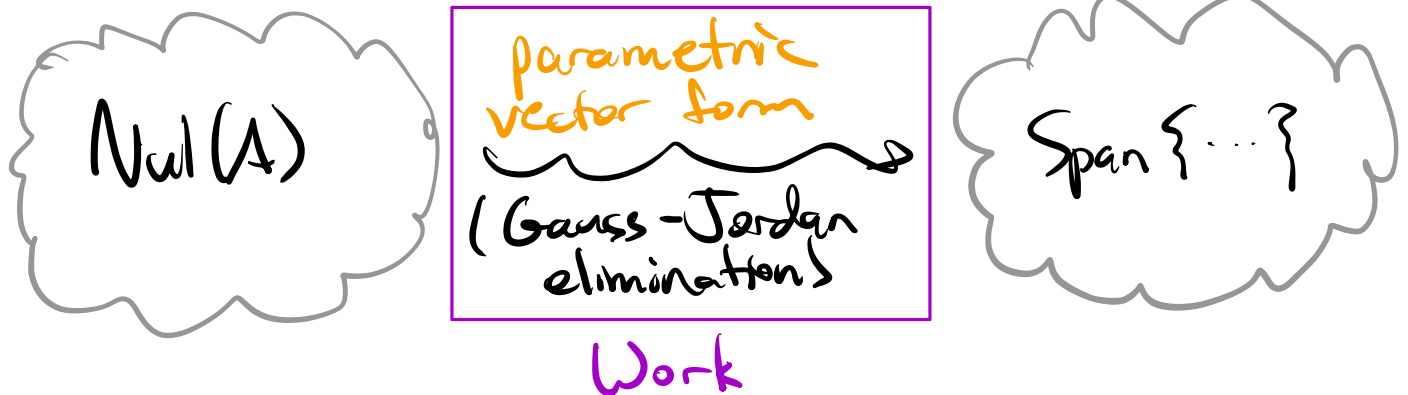 Nul(A)
parametric
vector form
(Gauss-Jordan
elimination)
Work
Span {...}